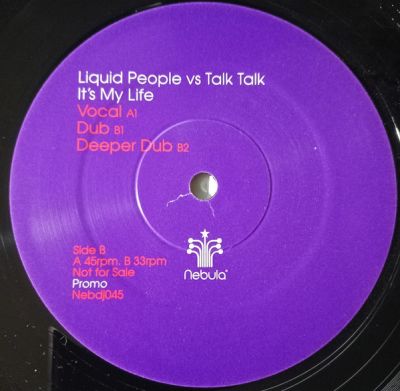 Liquid People vs Talk Talk
It's My Life
Vocal A1
Dub B1
Deeper Dub B2
Side B
A 45rpm. B 33rpm
Not for Sale
Promo
Nebdj045
nebula